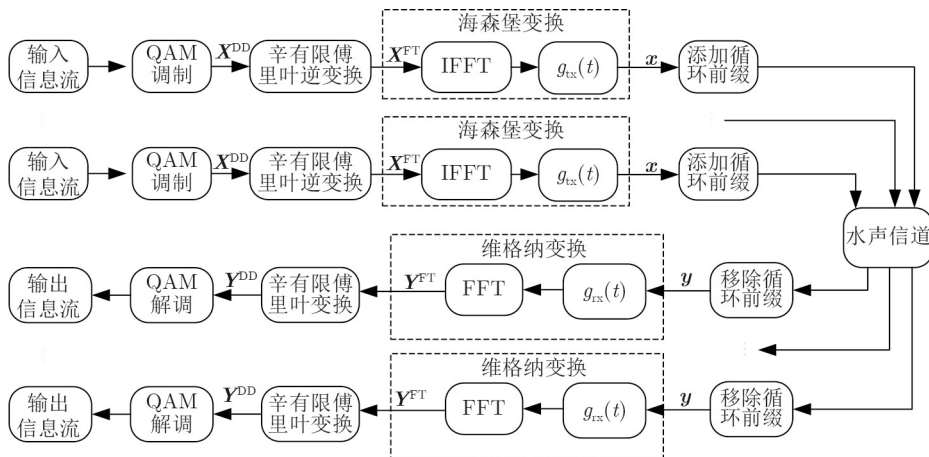 海森堡变换
输入
信息流
QAM
调制
X^DD
辛有限傅
里叶逆变换
X^FT
IFFT
g_tx(t)
x
添加循
环前缀
海森堡变换
输入
信息流
QAM
调制
X^DD
辛有限傅
里叶逆变换
X^FT
IFFT
g_tx(t)
x
添加循
环前缀
水声信道
维格纳变换
输出
信息流
QAM
解调
Y^DD
辛有限傅
里叶变换
Y^FT
FFT
g_rx(t)
y
移除循
环前缀
维格纳变换
输出
信息流
QAM
解调
Y^DD
辛有限傅
里叶变换
Y^FT
FFT
g_rx(t)
y
移除循
环前缀